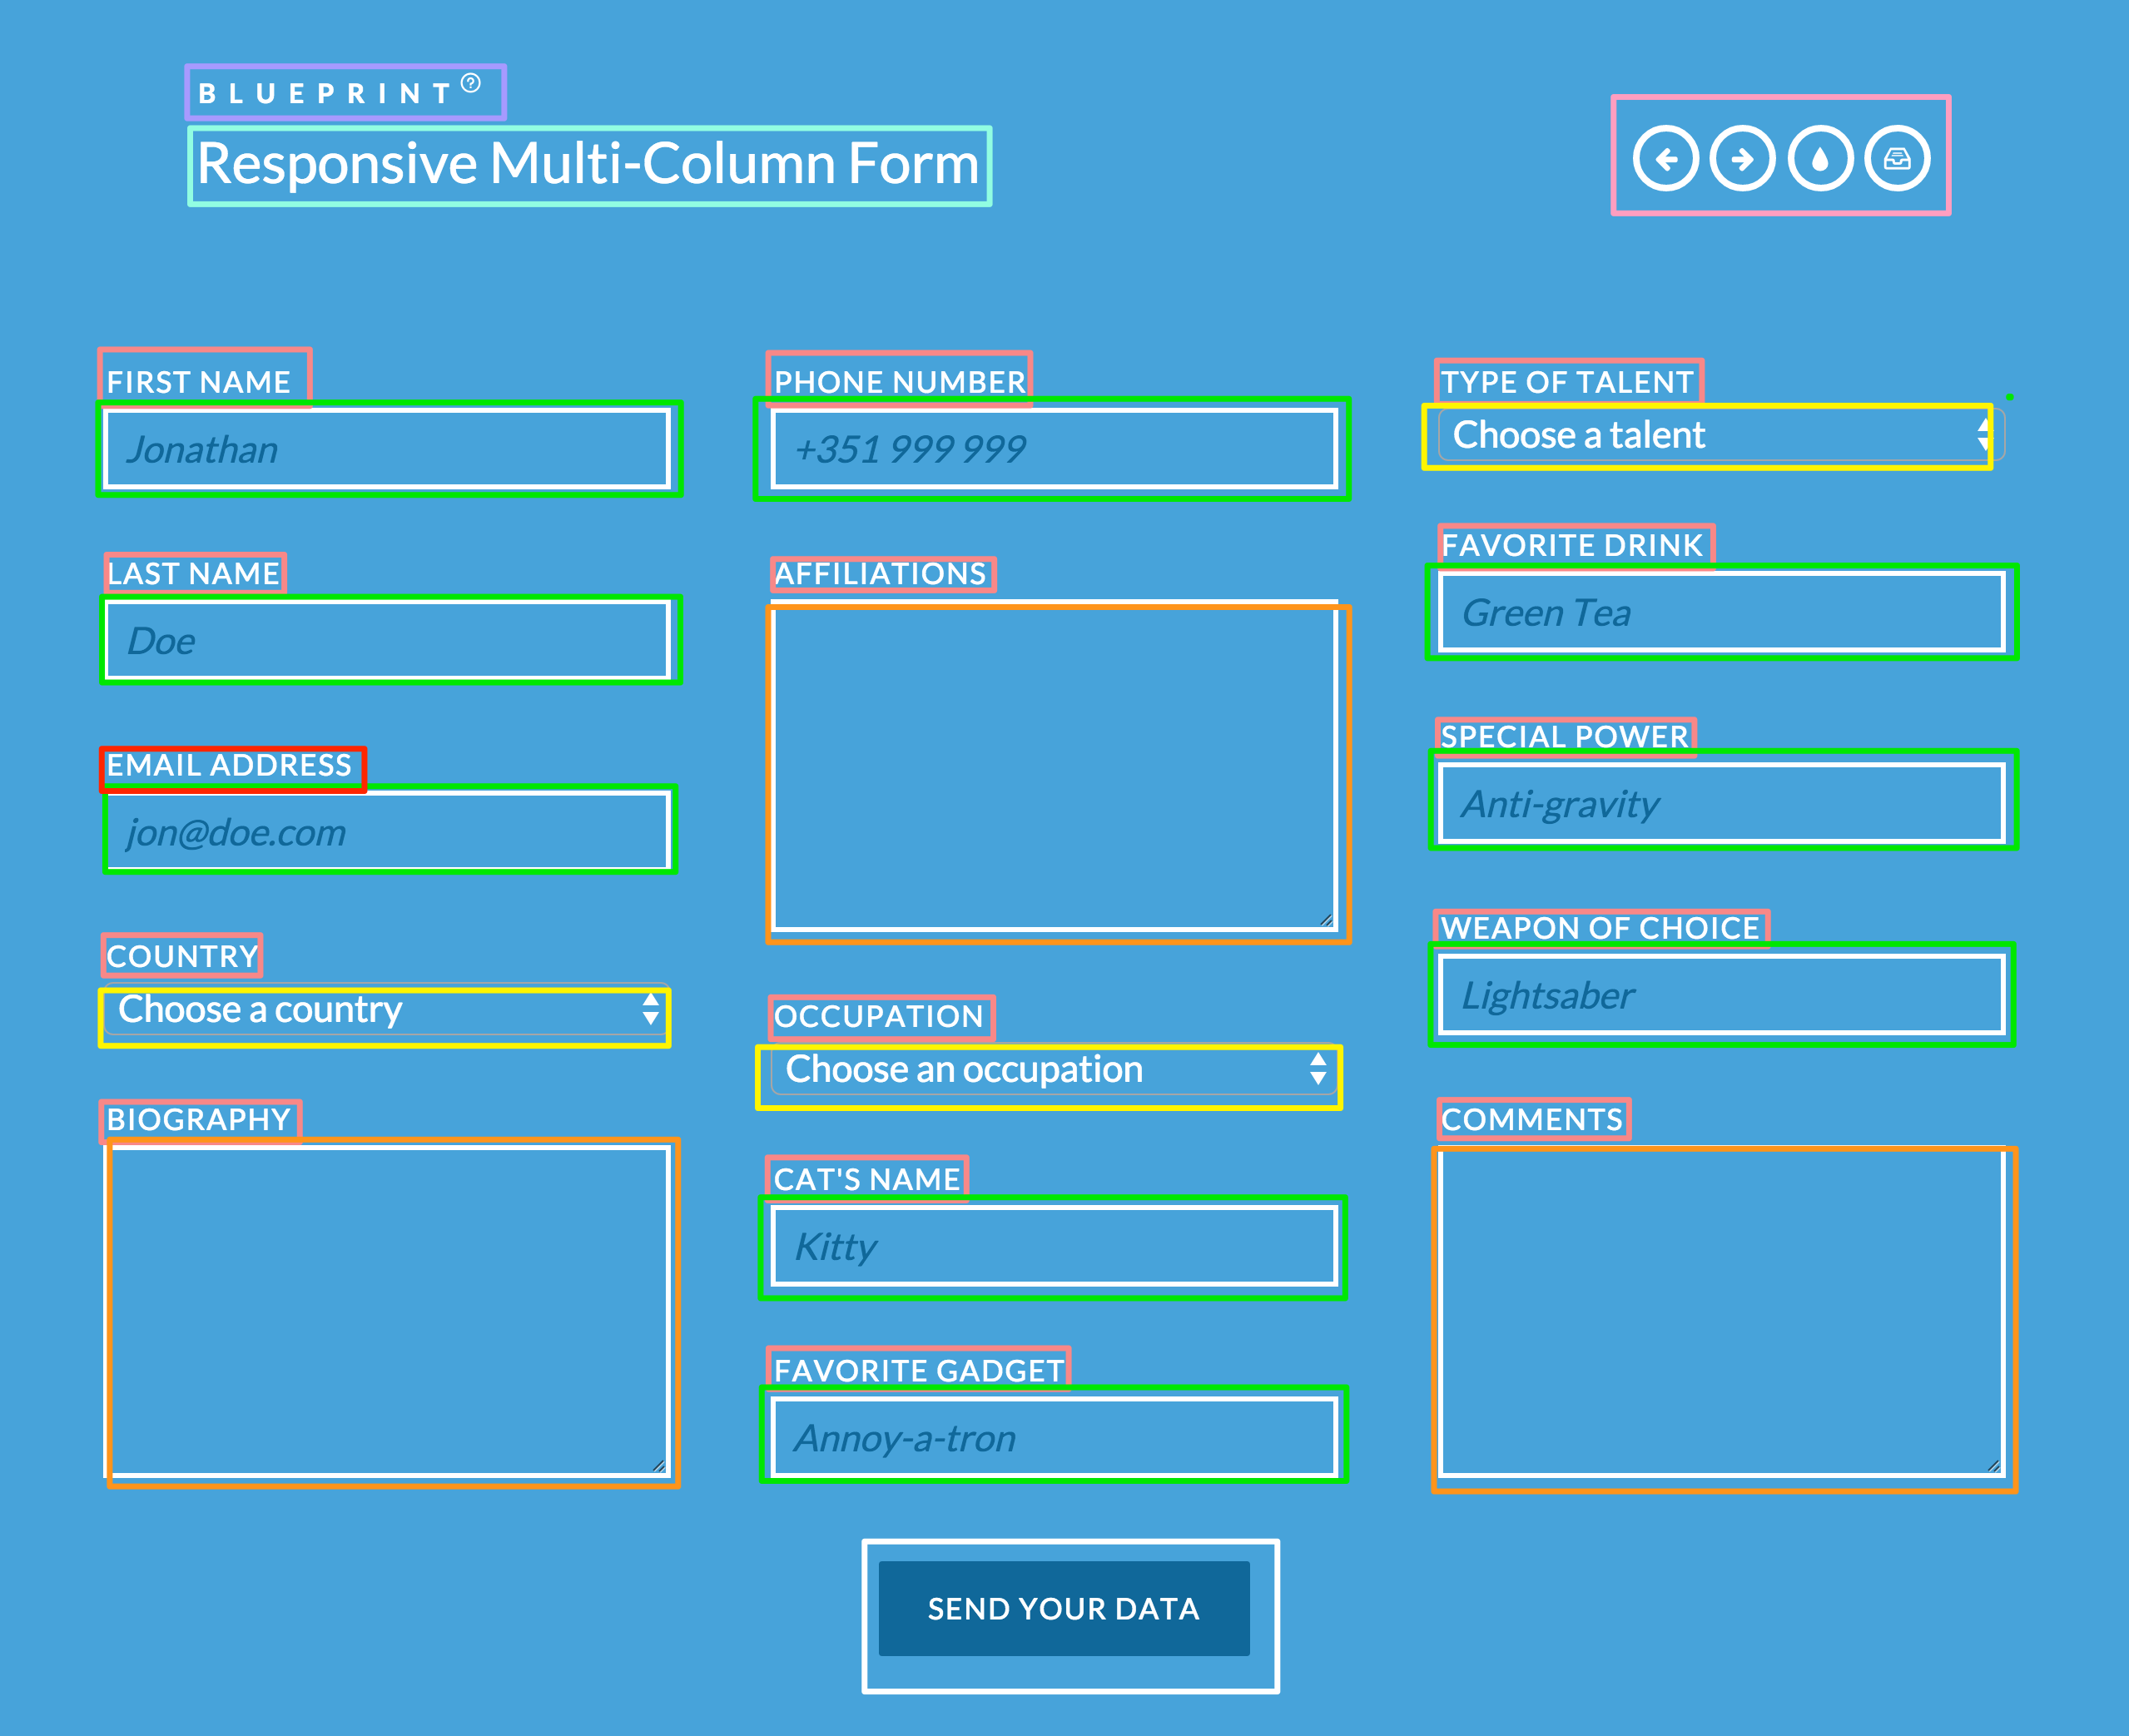 BLUEPRINT
Responsive Multi-Column Form
FIRST NAME
Jonathan
LAST NAME
Doe
EMAIL ADDRESS
jon@doe.com
COUNTRY
Choose a country
BIOGRAPHY
PHONE NUMBER
+351 999 999
AFFILIATIONS
OCCUPATION
Choose an occupation
CAT'S NAME
Kitty
FAVORITE GADGET
Annoy-a-tron
TYPE OF TALENT
Choose a talent
FAVORITE DRINK
Green Tea
SPECIAL POWER
Anti-gravity
WEAPON OF CHOICE
Lightsaber
COMMENTS
SEND YOUR DATA